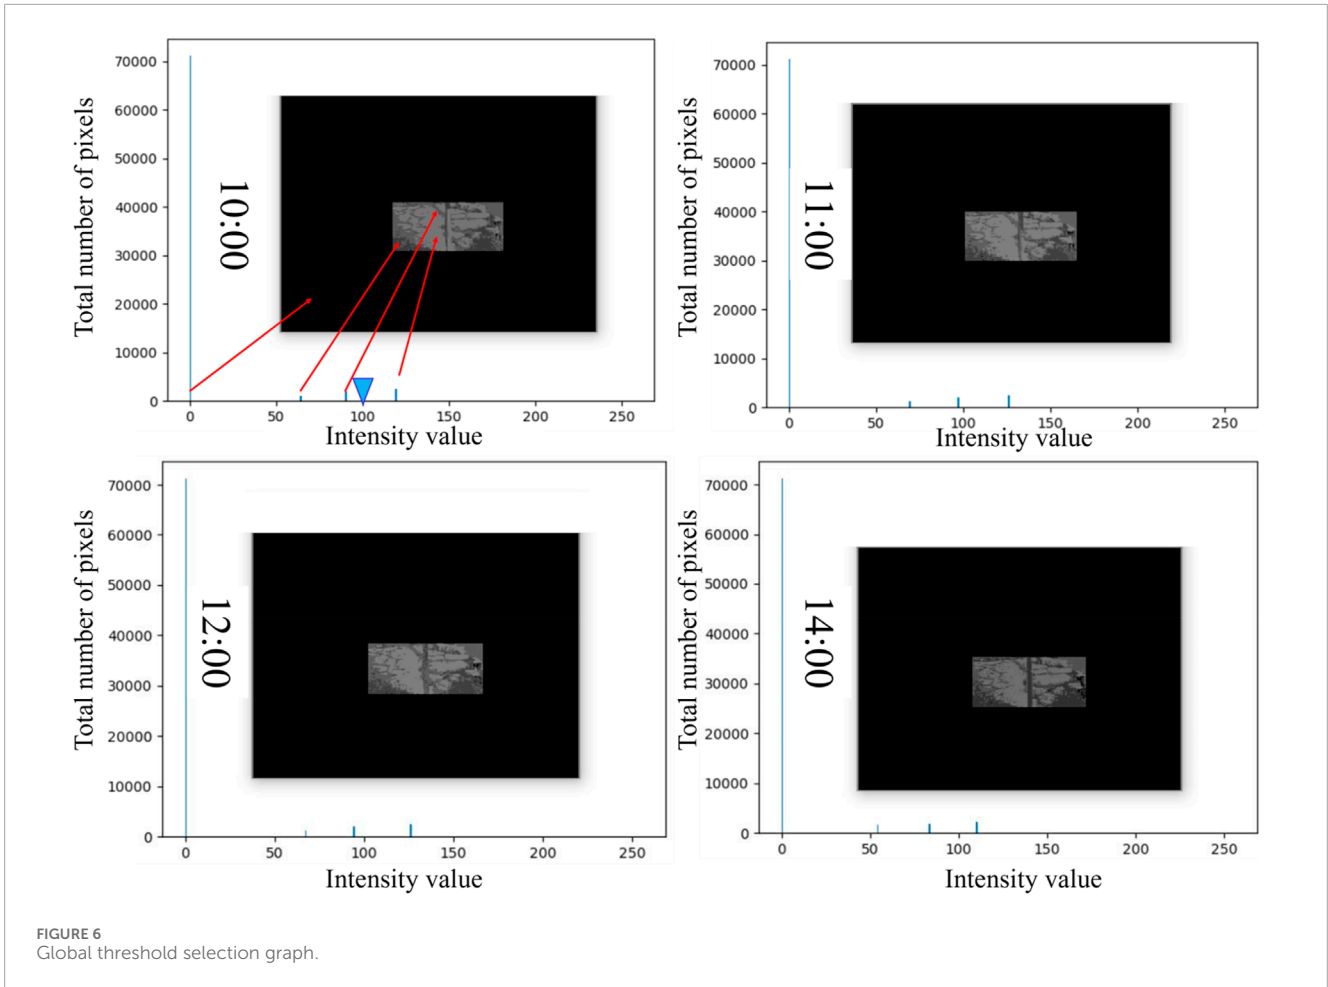 Total number of pixels
70000
60000
50000
40000
30000
20000
10000
0
10:00
0 50 100 150 200 250
Intensity value
Total number of pixels
70000
60000
50000
40000
30000
20000
10000
0
11:00
0 50 100 150 200 250
Intensity value
Total number of pixels
70000
60000
50000
40000
30000
20000
10000
0
12:00
0 50 100 150 200 250
Intensity value
Total number of pixels
70000
60000
50000
40000
30000
20000
10000
0
14:00
0 50 100 150 200 250
Intensity value
FIGURE 6
Global threshold selection graph.